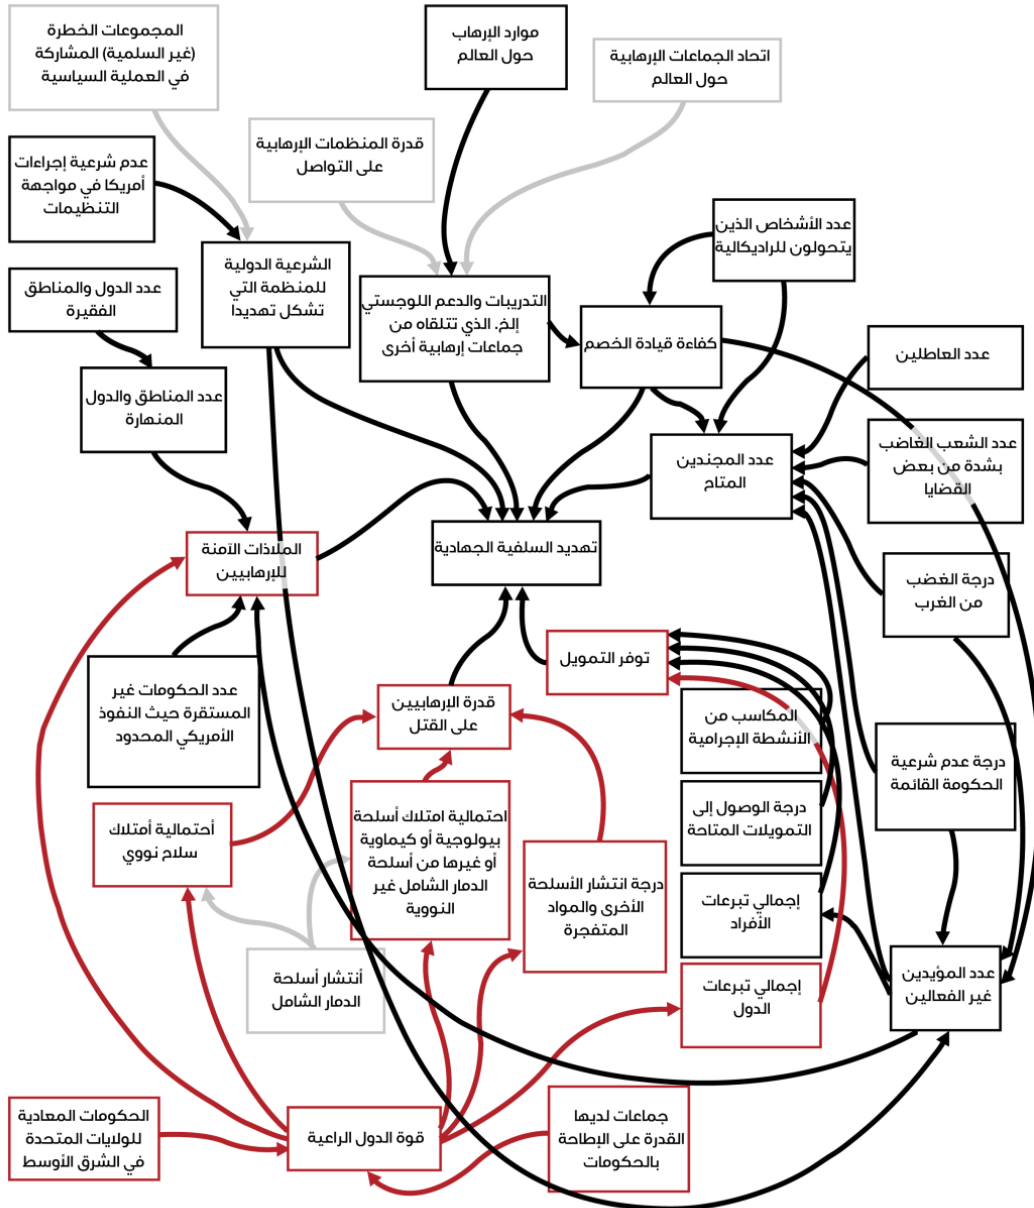 المجموعات الخطرة
(غير السلمية) المشاركة
في العملية السياسية
موارد الإرهاب
حول العالم
اتحاد الجماعات الإرهابية
حول العالم
قدرة المنظمات الإرهابية
على التواصل
عدم شرعية إجراءات
أمريكا في مواجهة
التنظيمات
عدد الأشخاص الذين
يتحولون للراديكالية
الشرعية الدولية
للمنظمة التي
تشكل تهديدا
عدد الدول والمناطق
الفقيرة
التدريبات والدعم اللوجستي
إلخ. الذي تتلقاه من
جماعات إرهابية أخرى
كفاءة قيادة الخصم
عدد العاطلين
عدد المناطق والدول
المنهارة
عدد المجندين
المتاح
عدد الشعب الغاضب
بشدة من بعض
القضايا
الملاذات الآمنة
للإرهابيين
تهديد السلفية الجهادية
درجة الغضب
من الغرب
توفر التمويل
عدد الحكومات غير
المستقرة حيث النفوذ
الأمريكي المحدود
قدرة الإرهابيين
على القتل
المكاسب من
الأنشطة الإجرامية
درجة عدم شرعية
الحكومة القائمة
أحتمالية أمتلاك
سلاح نووي
احتمالية امتلاك أسلحة
بيولوجية أو كيماوية
أو غيرها من أسلحة
الدمار الشامل غير
النووية
درجة الوصول إلى
التمويلات المتاحة
درجة انتشار الأسلحة
الأخرى والمواد
المتفجرة
إجمالي تبرعات
الأفراد
أنتشار أسلحة
الدمار الشامل
إجمالي تبرعات
الدول
عدد المؤيدين
غير الفعالين
الحكومات المعادية
للولايات المتحدة
في الشرق الأوسط
قوة الدول الراعية
جماعات لديها
القدرة على الإطاحة
بالحكومات